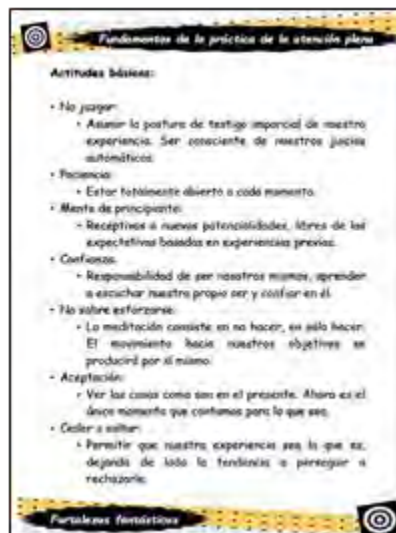 Fundamentos de la práctica de la atención plena
Actitudes básicas:
• No juzgar:
• Asumir la postura de testigo imparcial de nuestra
experiencia. Ser consciente de nuestros juicios
automáticos.
• Paciencia:
• Estar totalmente abierto a cada momento.
• Mente de principiante:
• Receptivos a nuevas potencialidades, libres de las
expectativas basadas en experiencias previas.
• Confianza:
• Responsabilidad de ser nosotros mismos, aprender
a escuchar nuestro propio ser y confiar en él.
• No sobre esforzarse:
• La meditación consiste en no hacer, en sólo hacer.
El movimiento hacia nuestros objetivos se
producirá por sí mismo.
• Aceptación:
• Ver las cosas como son en el presente. Ahora es el
único momento que contamos para lo que sea.
• Ceder o soltar:
• Permitir que nuestra experiencia sea lo que es,
dejando de lado la tendencia a perseguir o
rechazarla.
Fortalezas fantásticas